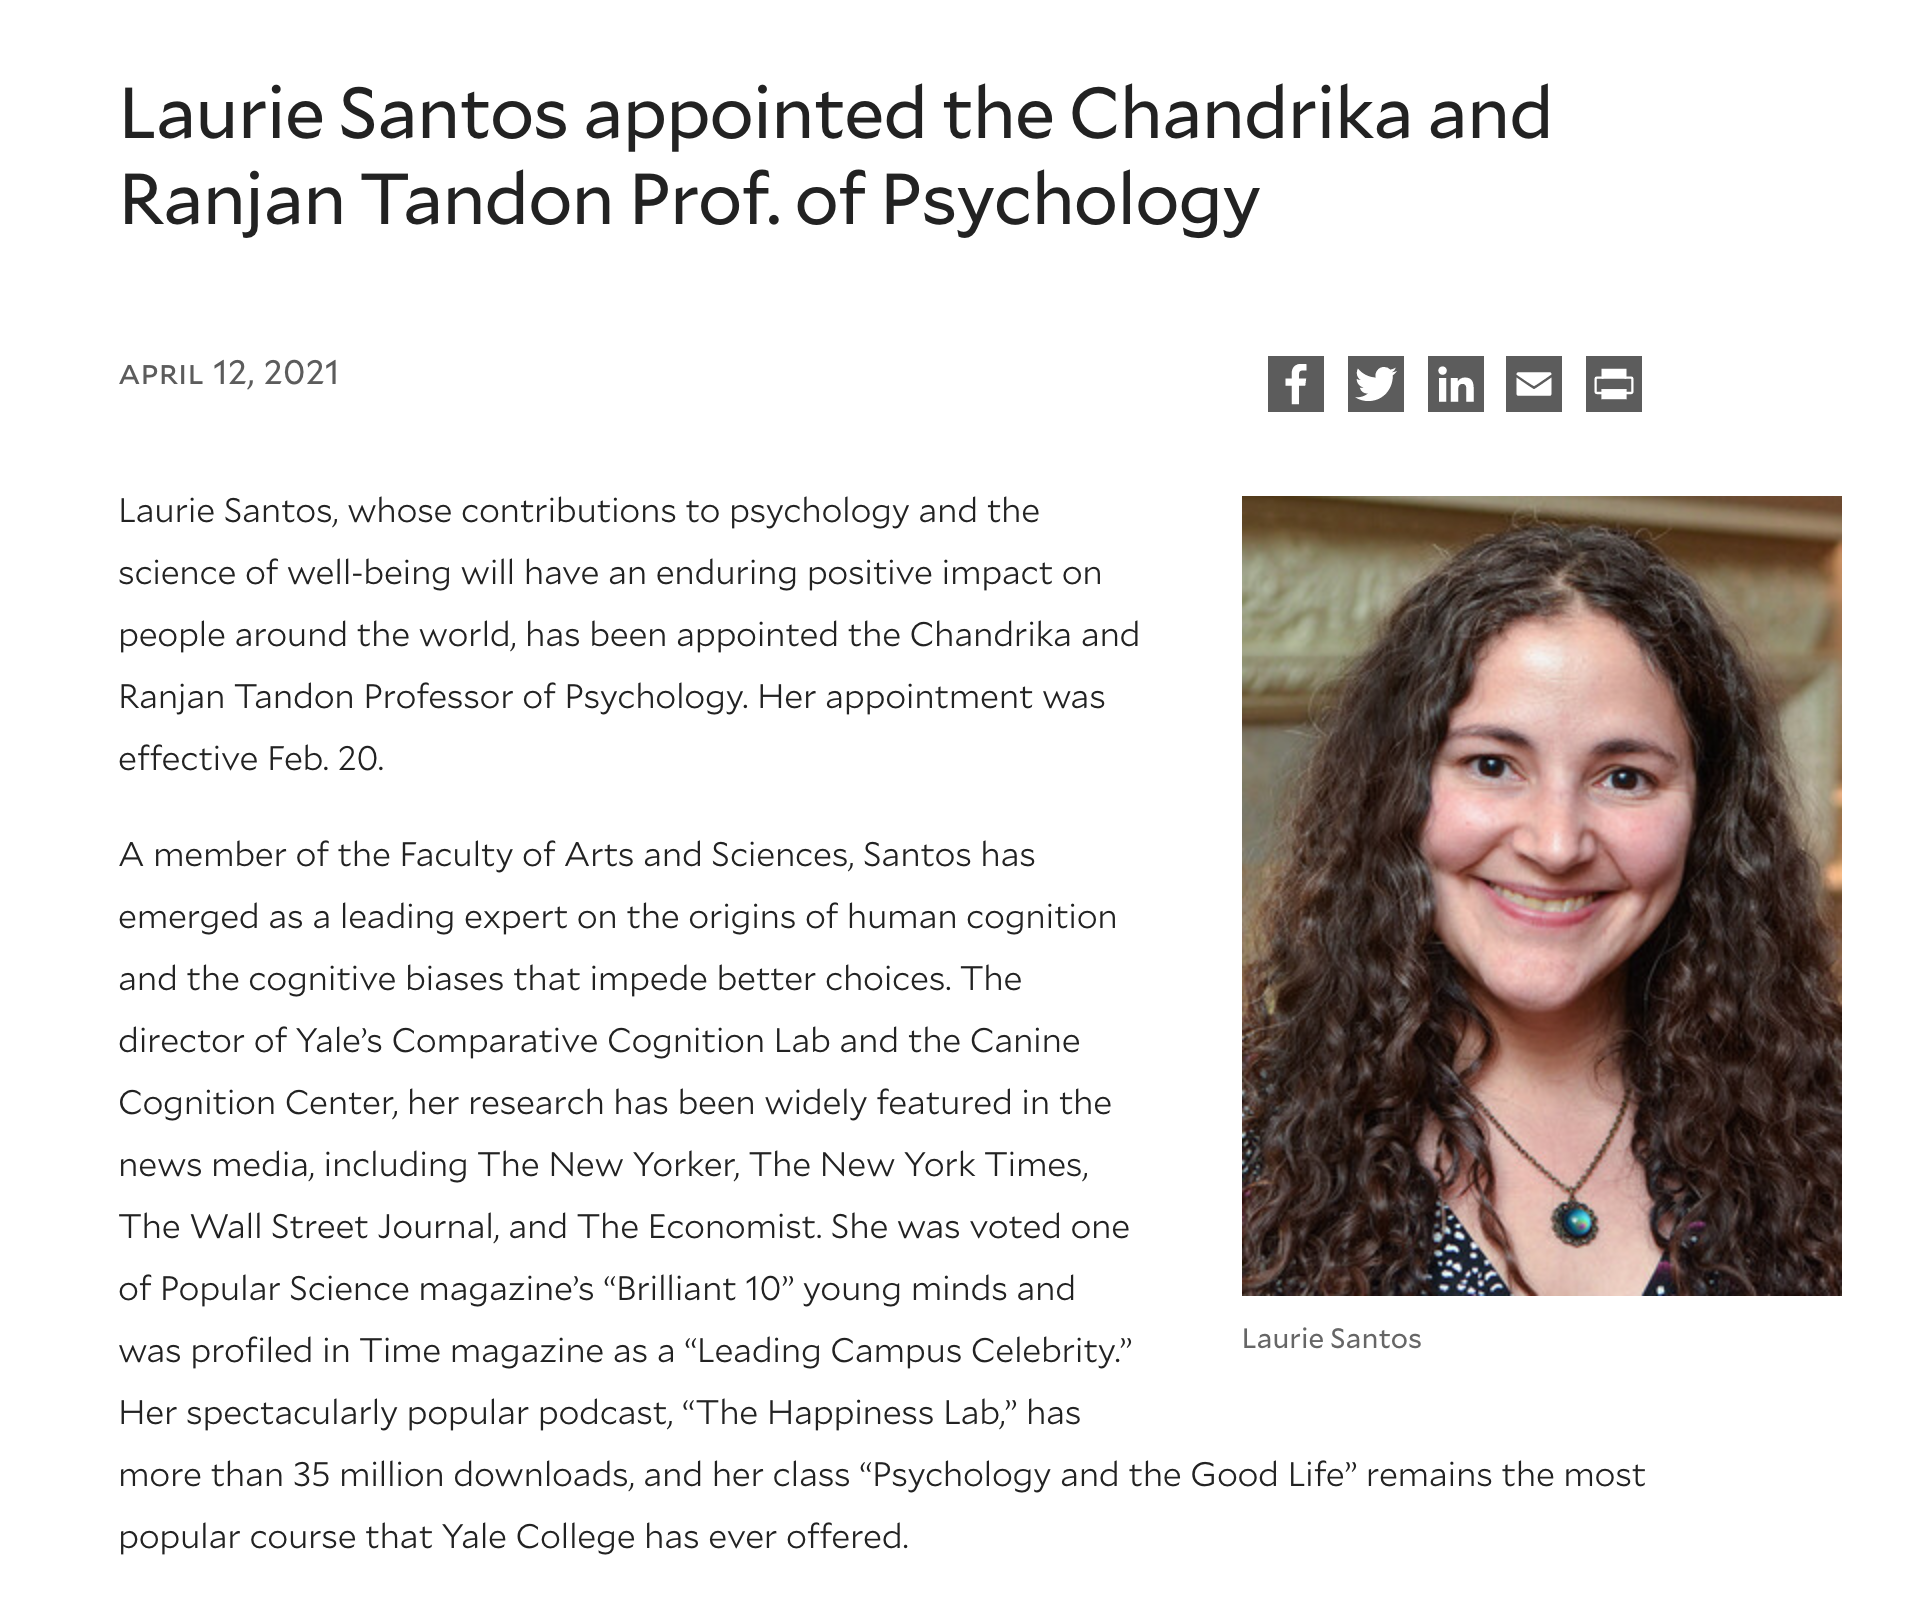 Laurie Santos appointed the Chandrika and
Ranjan Tandon Prof. of Psychology
APRIL 12, 2021
Laurie Santos, whose contributions to psychology and the
science of well-being will have an enduring positive impact on
people around the world, has been appointed the Chandrika and
Ranjan Tandon Professor of Psychology. Her appointment was
effective Feb. 20.
A member of the Faculty of Arts and Sciences, Santos has
emerged as a leading expert on the origins of human cognition
and the cognitive biases that impede better choices. The
director of Yale’s Comparative Cognition Lab and the Canine
Cognition Center, her research has been widely featured in the
news media, including The New Yorker, The New York Times,
The Wall Street Journal, and The Economist. She was voted one
of Popular Science magazine’s “Brilliant 10” young minds and
was profiled in Time magazine as a “Leading Campus Celebrity.”
Her spectacularly popular podcast, “The Happiness Lab,” has
more than 35 million downloads, and her class “Psychology and the Good Life” remains the most
popular course that Yale College has ever offered.
Laurie Santos